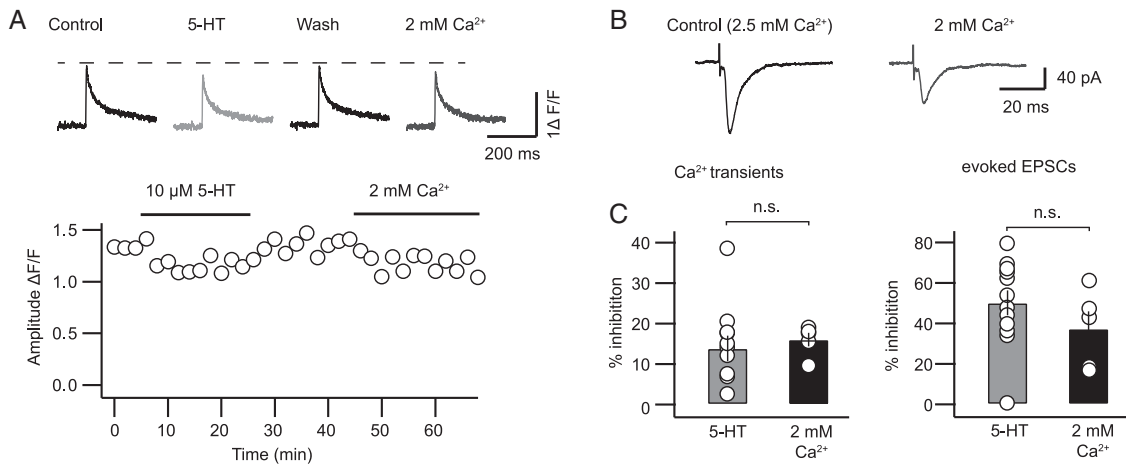 A
Control 5-HT Wash 2 mM Ca²⁺
1Δ F/F
200 ms
10 µM 5-HT 2 mM Ca²⁺
Amplitude ΔF/F
1.5
1.0
0.5
0.0
0 10 20 30 40 50 60
Time (min)
B
Control (2.5 mM Ca²⁺) 2 mM Ca²⁺
40 pA
20 ms
C
Ca²⁺ transients
n.s.
% inhibititon
40
30
20
10
0
5-HT 2 mM
Ca²⁺
evoked EPSCs
n.s.
% inhibititon
80
60
40
20
0
5-HT 2 mM
Ca²⁺